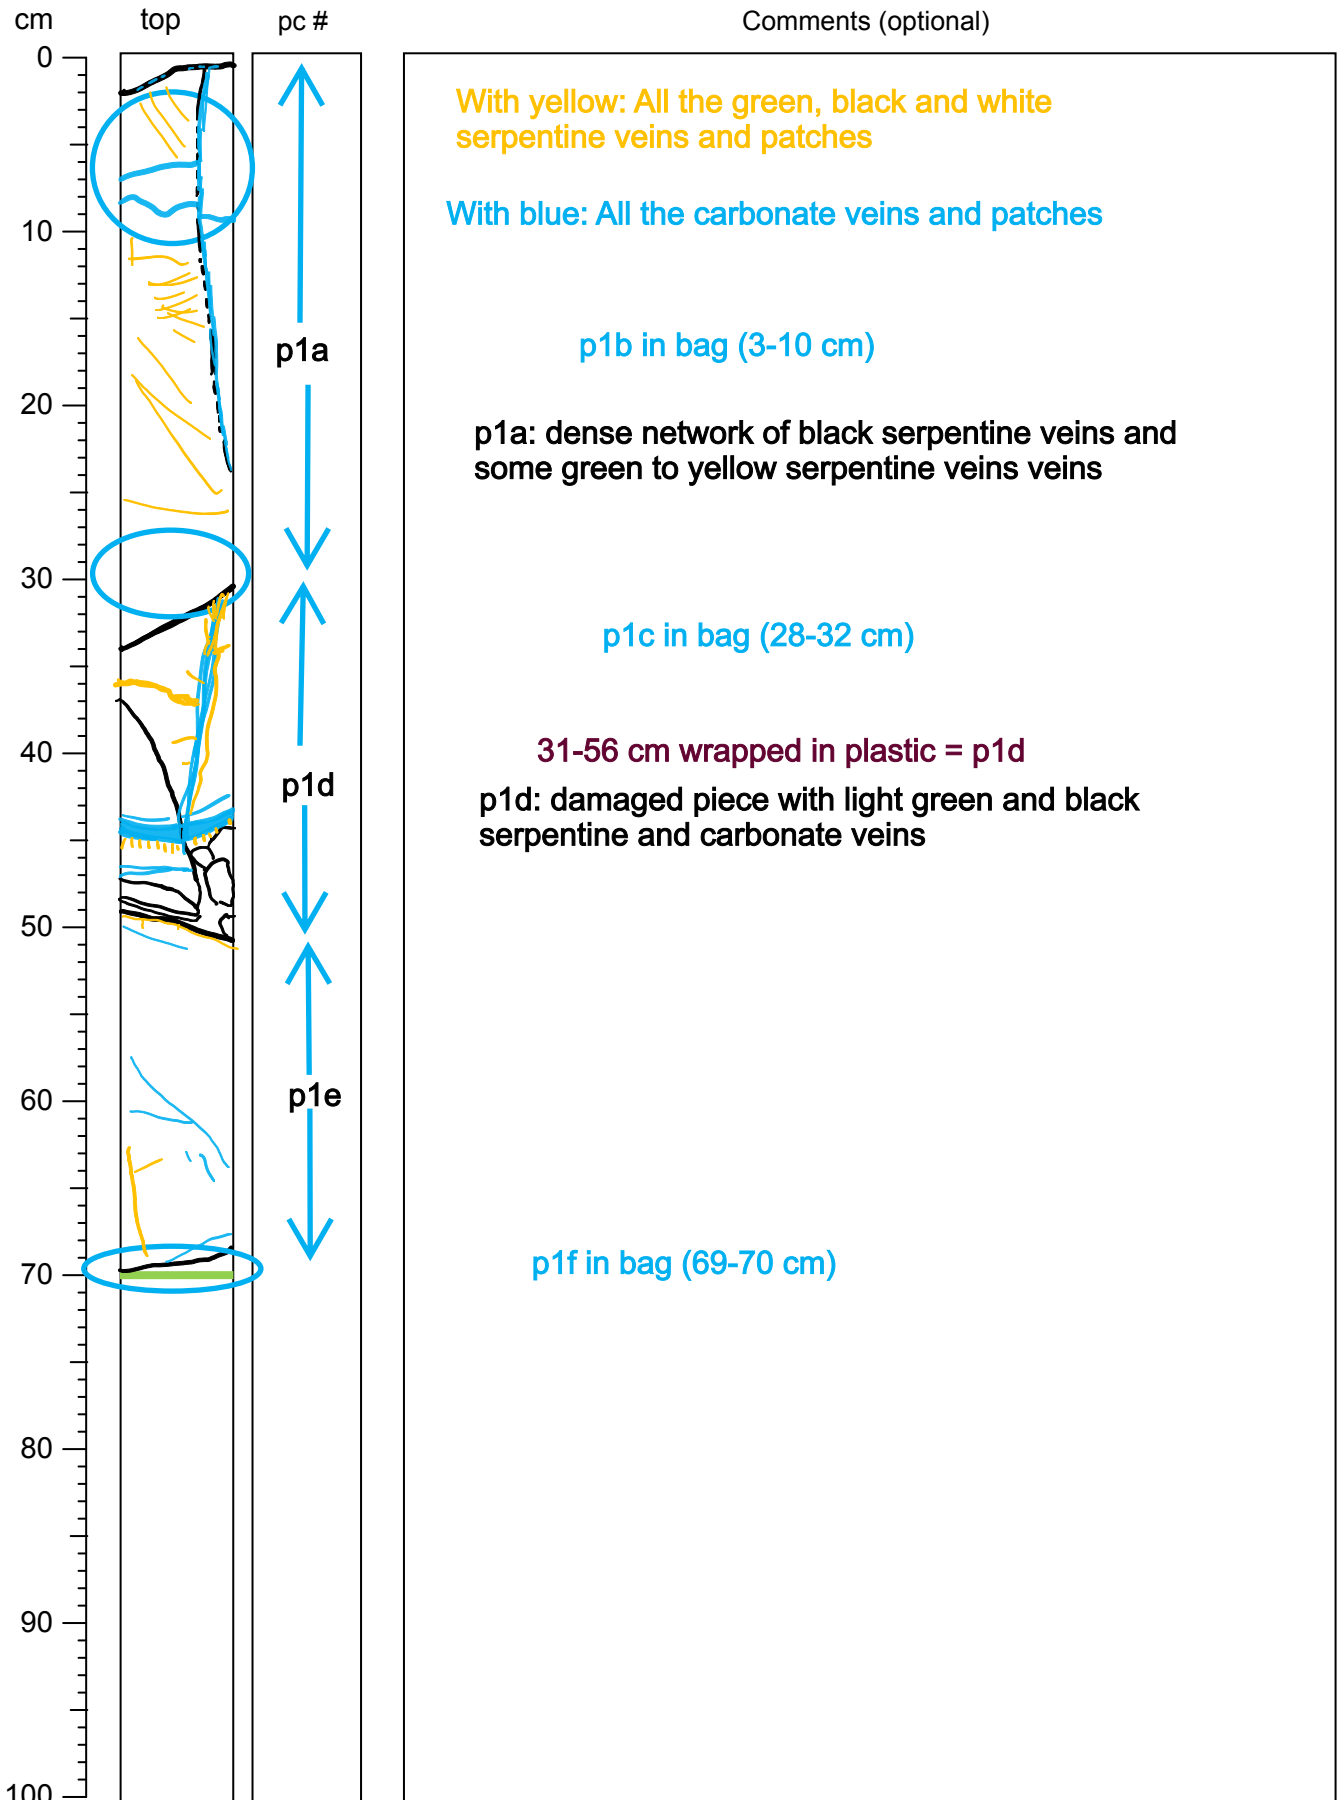 cm top pc # Comments (optional)
0
With yellow: All the green, black and white
serpentine veins and patches
With blue: All the carbonate veins and patches
10
p1a
p1b in bag (3-10 cm)
20
p1a: dense network of black serpentine veins and
some green to yellow serpentine veins veins
30
p1c in bag (28-32 cm)
40
31-56 cm wrapped in plastic = p1d
p1d
p1d: damaged piece with light green and black
serpentine and carbonate veins
50
60
p1e
70
p1f in bag (69-70 cm)
80
90
100